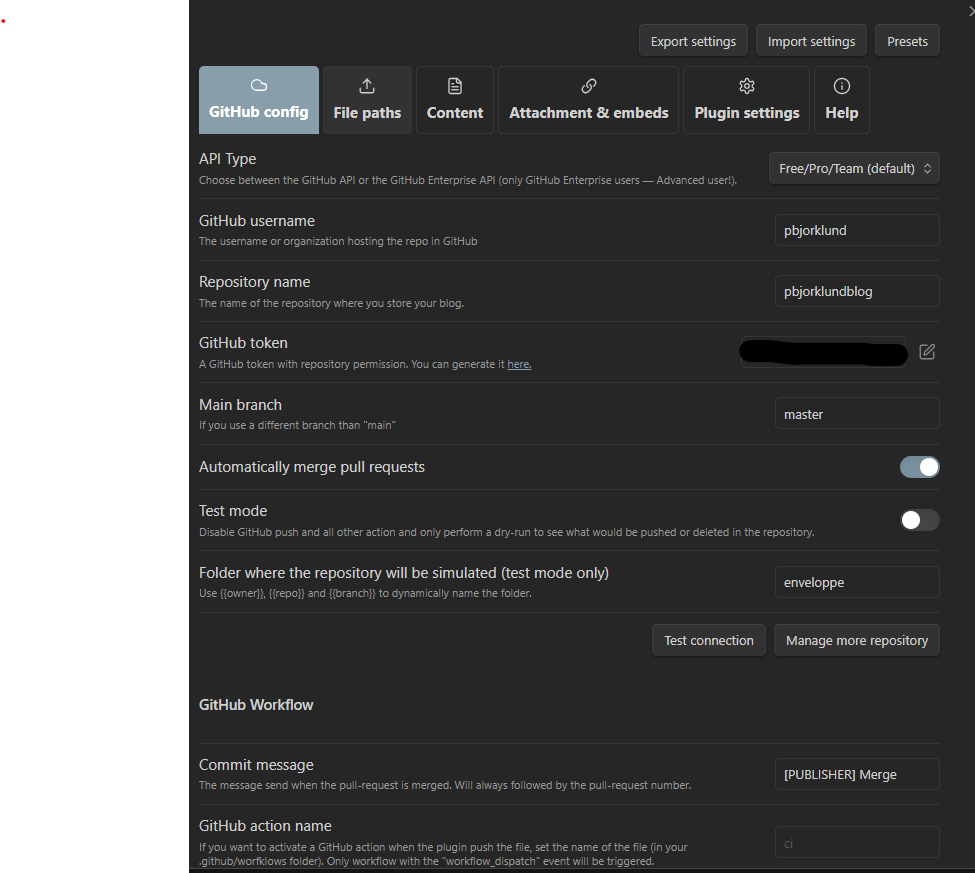 Export settings
Import settings
Presets
GitHub config
File paths
Content
Attachment & embeds
Plugin settings
Help
API Type
Choose between the GitHub API or the GitHub Enterprise API (only GitHub Enterprise users — Advanced user!).
Free/Pro/Team (default)
GitHub username
The username or organization hosting the repo in GitHub
pbjorklund
Repository name
The name of the repository where you store your blog.
pbjorklundblog
GitHub token
A GitHub token with repository permission. You can generate it here.
Main branch
If you use a different branch than "main"
master
Automatically merge pull requests
Test mode
Disable GitHub push and all other action and only perform a dry-run to see what would be pushed or deleted in the repository.
Folder where the repository will be simulated (test mode only)
Use {{owner}}, {{repo}} and {{branch}} to dynamically name the folder.
enveloppe
Test connection
Manage more repository
GitHub Workflow
Commit message
The message send when the pull-request is merged. Will always followed by the pull-request number.
[PUBLISHER] Merge
GitHub action name
If you want to activate a GitHub action when the plugin push the file, set the name of the file (in your
.github/worfklows folder). Only workflow with the "workflow_dispatch" event will be triggered.
ci